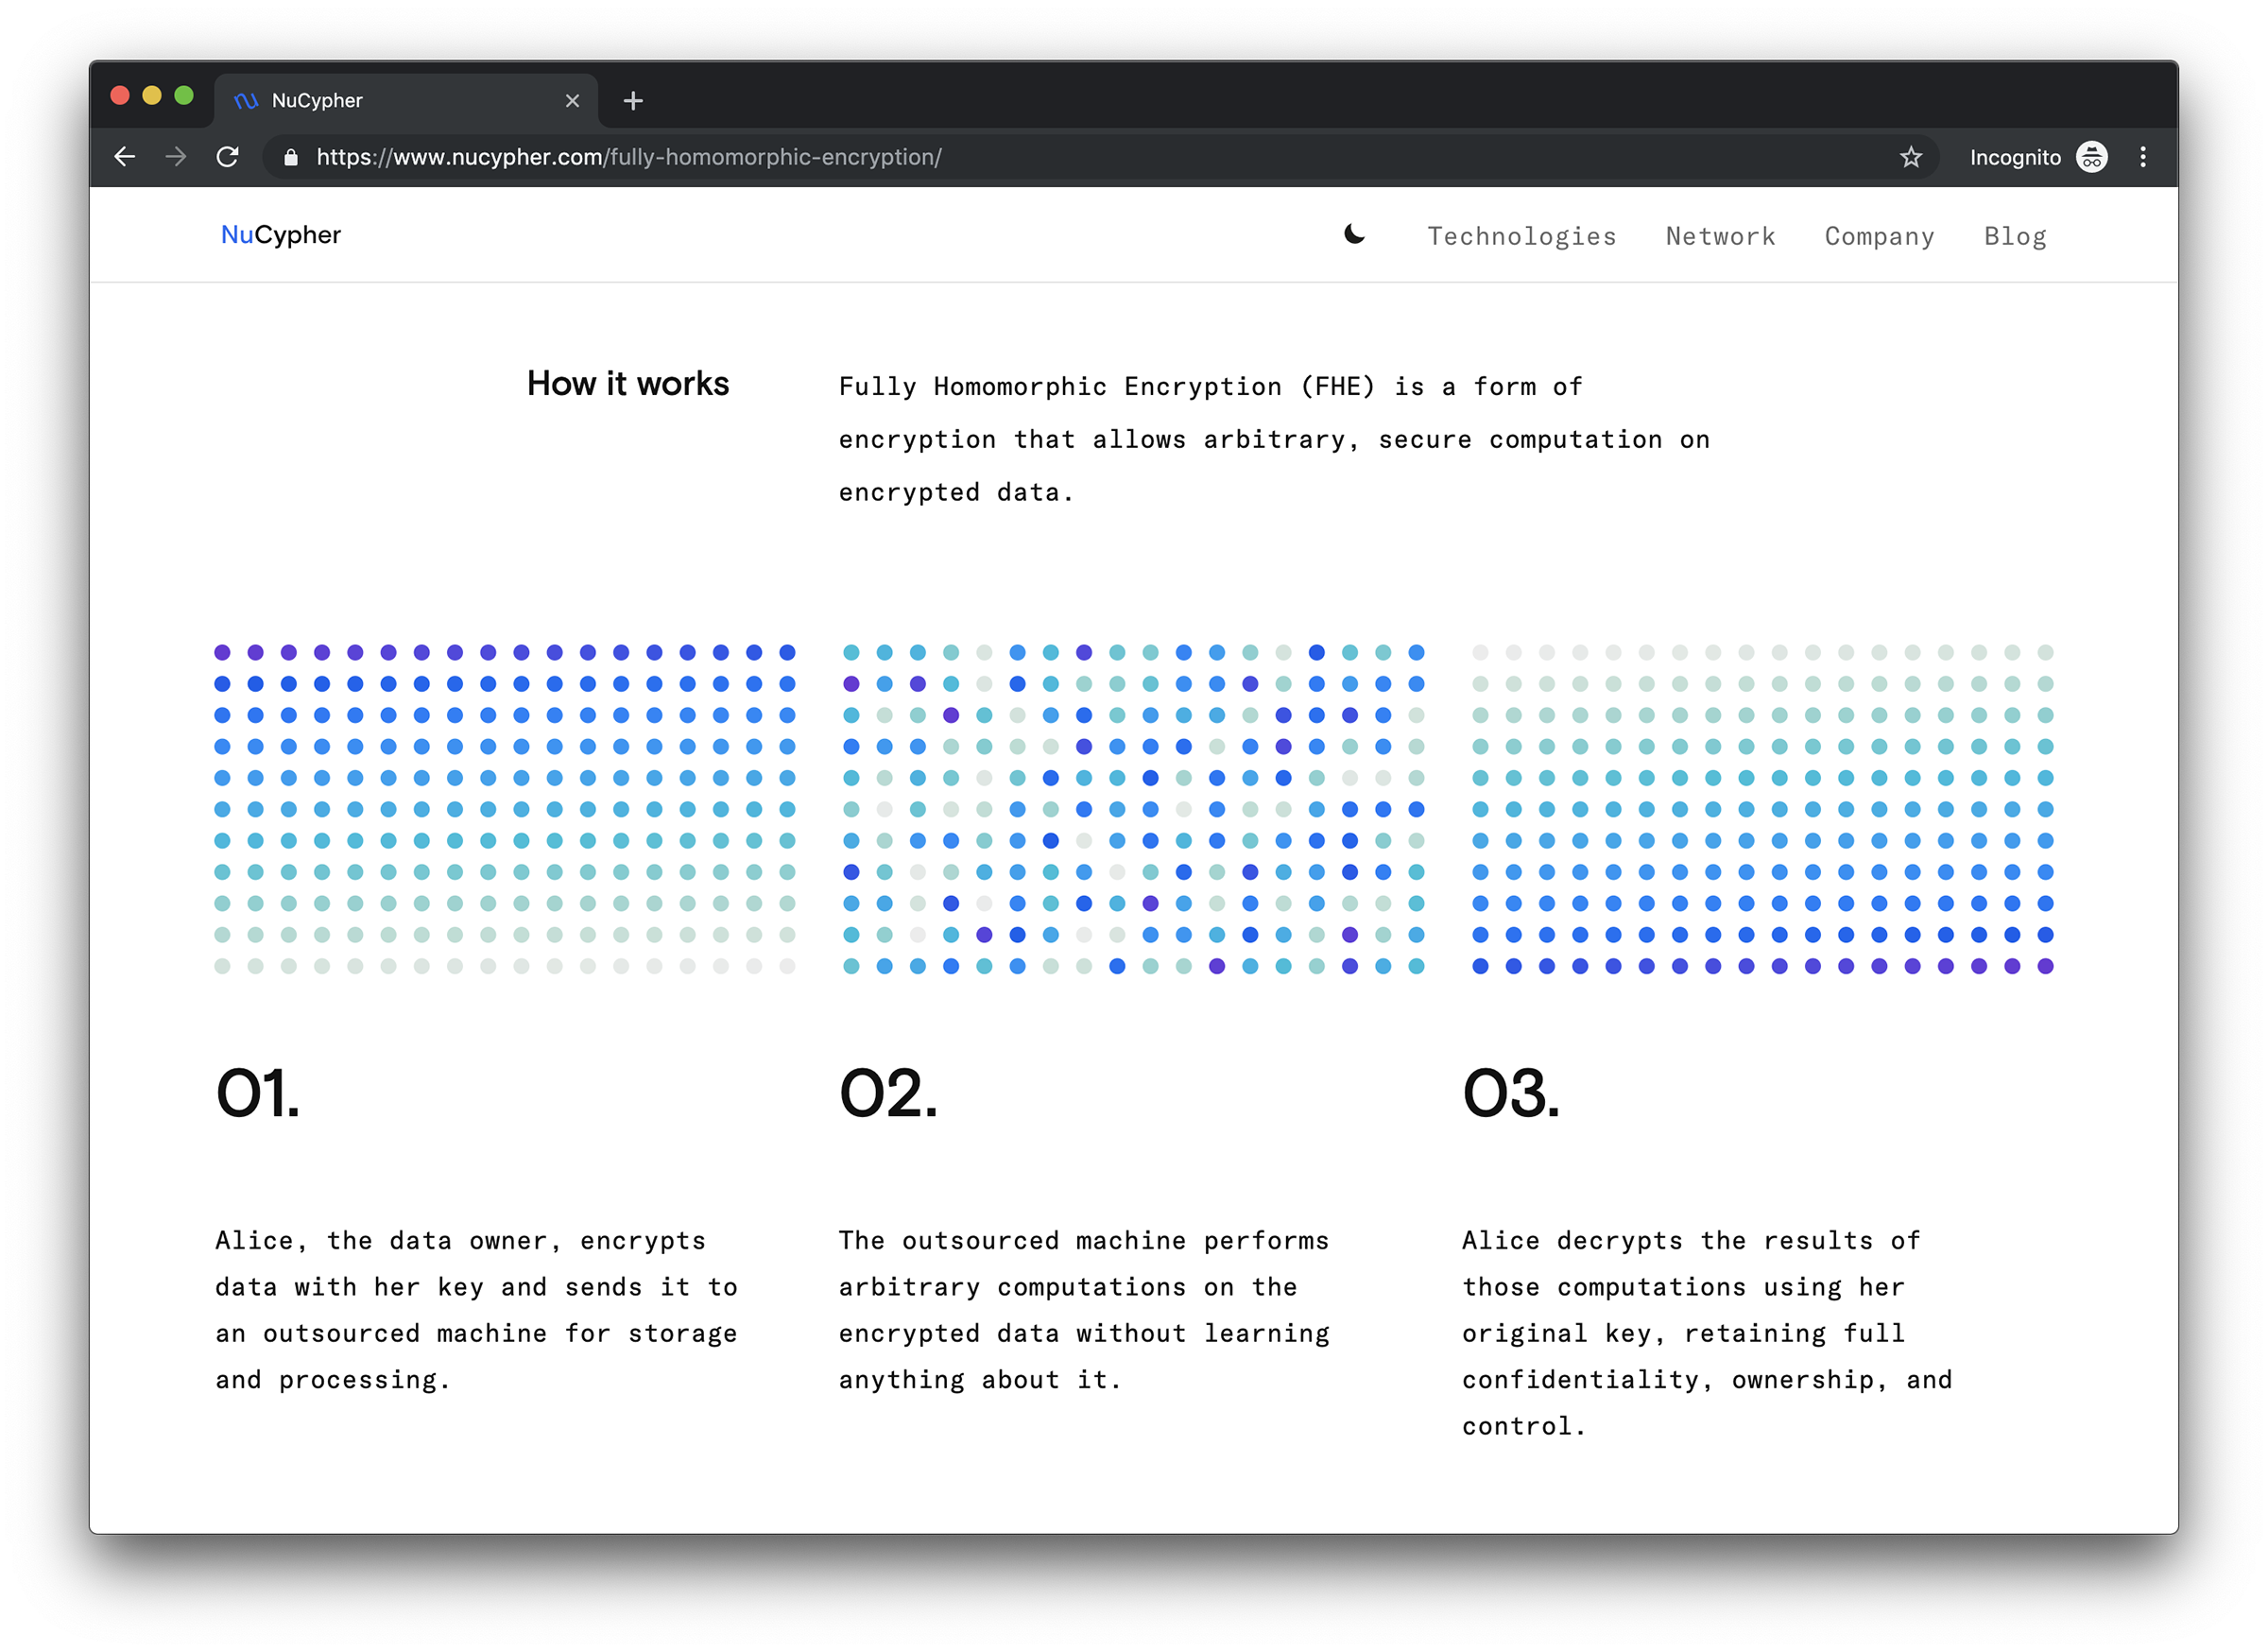 NuCypher
https://www.nucypher.com/fully-homomorphic-encryption/
Incognito
NuCypher
Technologies
Network
Company
Blog
How it works
Fully Homomorphic Encryption (FHE) is a form of
encryption that allows arbitrary, secure computation on
encrypted data.
01.
Alice, the data owner, encrypts
data with her key and sends it to
an outsourced machine for storage
and processing.
02.
The outsourced machine performs
arbitrary computations on the
encrypted data without learning
anything about it.
03.
Alice decrypts the results of
those computations using her
original key, retaining full
confidentiality, ownership, and
control.